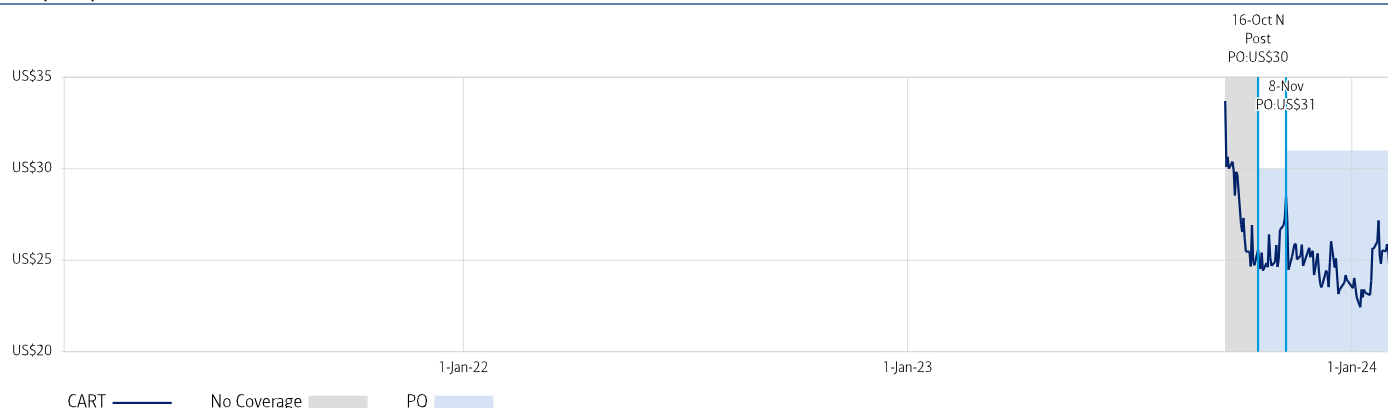 16-Oct N
Post
PO:US$30
US$35
8-Nov
PO:US$31
US$30
US$25
US$20
1-Jan-22
1-Jan-23
1-Jan-24
CART
No Coverage
PO